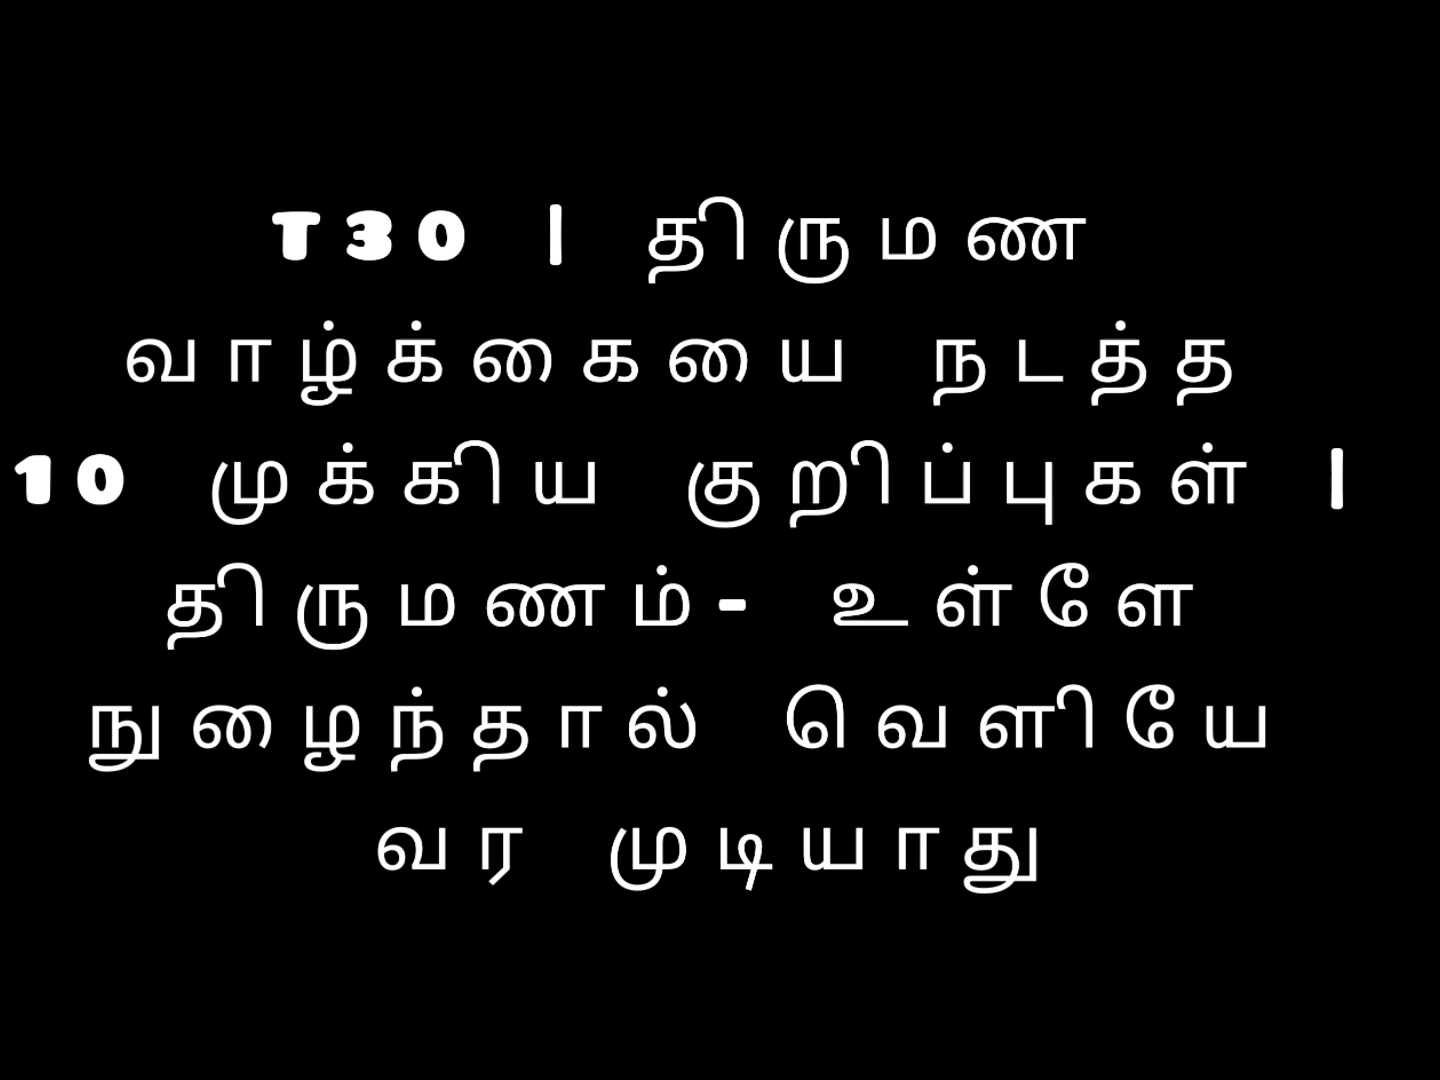 T30 | திருமண
வாழ்க்கையை நடத்த
10 முக்கிய குறிப்புகள் |
திருமணம்- உள்ளே
நுழைந்தால் வெளியே
வர முடியாது